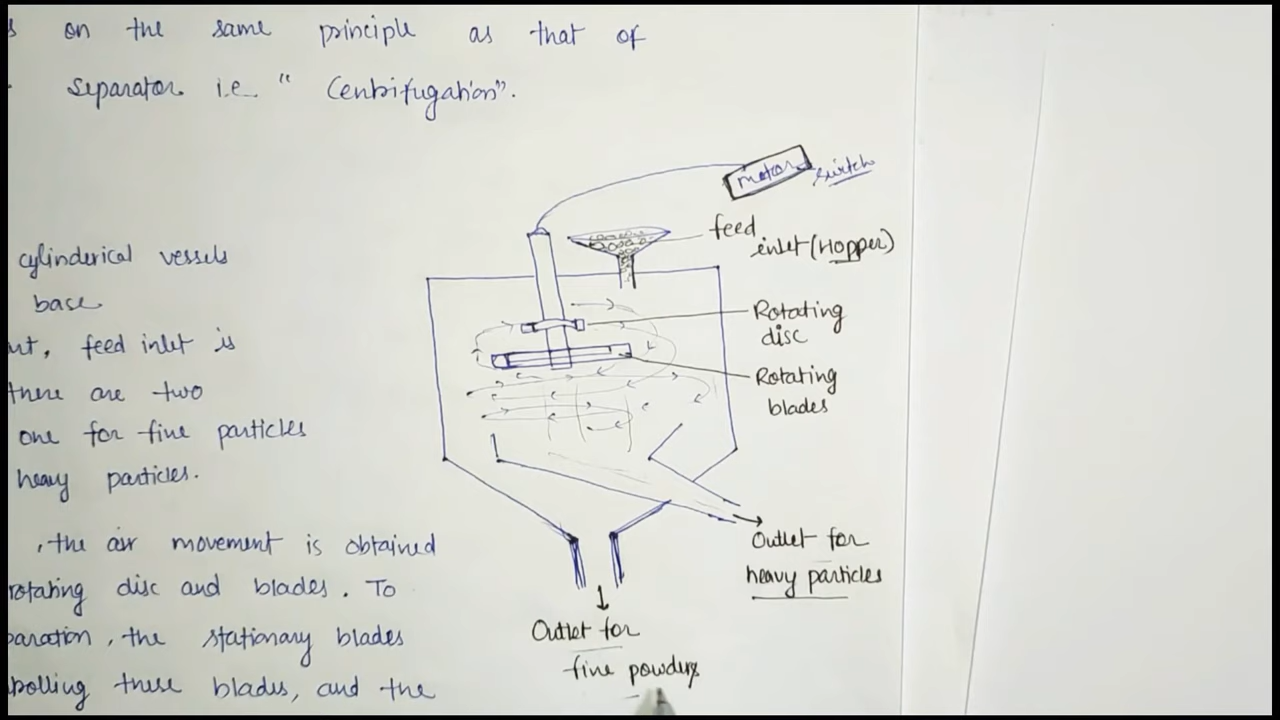 on the same principle as that of
separator i.e. " Centrifugation".
motor
switch
feed
inlet (Hopper)
cylinderical vessels
base
Rotating
disc
feed inlet is
Rotating
blades
there are two
one for fine particles
heavy particles.
, the air movement is obtained
rotating disc and blades. To
, the stationary blades
these blades, and the
Outlet for
heavy particles
Outlet for
fine powders